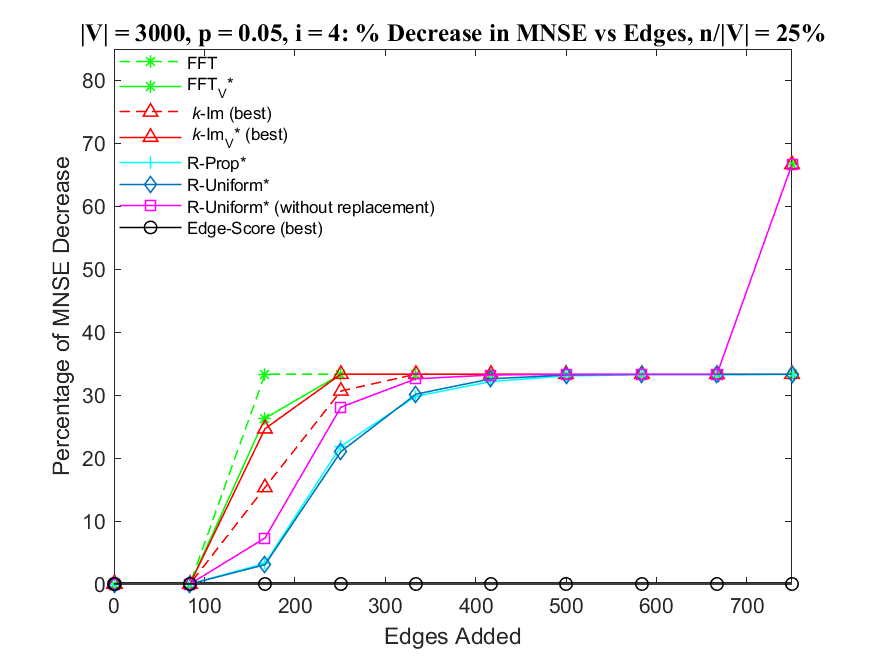 |V| = 3000, p = 0.05, i = 4: % Decrease in MNSE vs Edges, n/|V| = 25%
Percentage of MNSE Decrease
80
70
60
50
40
30
20
10
0
FFT
FFT_V*
k-Im (best)
k-Im_V* (best)
R-Prop*
R-Uniform*
R-Uniform* (without replacement)
Edge-Score (best)
0 100 200 300 400 500 600 700
Edges Added